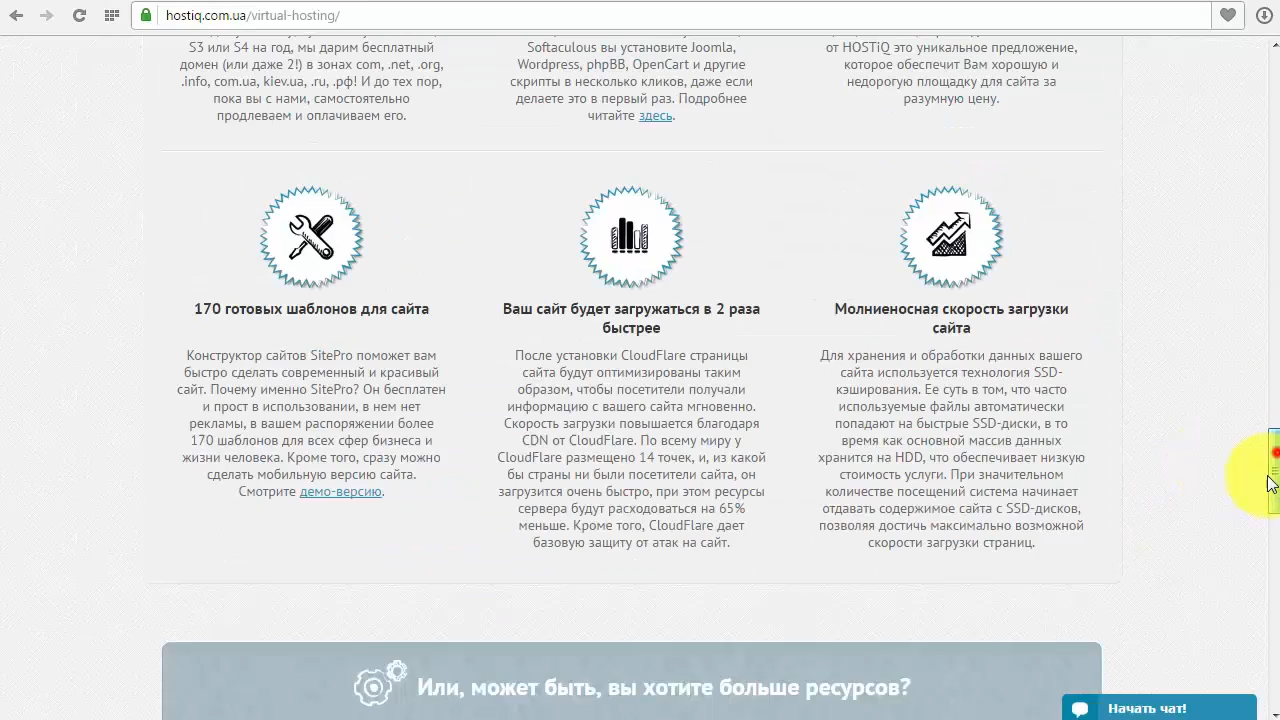 hostiq.com.ua/virtual-hosting/
S3 или S4 на год, мы дарим бесплатный
домен (или даже 2!) в зонах com, .net, .org,
.info, com.ua, kiev.ua, .ru, .рф! И до тех пор,
пока вы с нами, самостоятельно
продлеваем и оплачиваем его.
Softaculous вы установите Joomla,
Wordpress, phpBB, OpenCart и другие
скрипты в несколько кликов, даже если
делаете это в первый раз. Подробнее
читайте здесь.
от HOSTiQ это уникальное предложение,
которое обеспечит Вам хорошую и
недорогую площадку для сайта за
разумную цену.
170 готовых шаблонов для сайта
Конструктор сайтов SitePro поможет вам
быстро сделать современный и красивый
сайт. Почему именно SitePro? Он бесплатен
и прост в использовании, в нем нет
рекламы, в вашем распоряжении более
170 шаблонов для всех сфер бизнеса и
жизни человека. Кроме того, сразу можно
сделать мобильную версию сайта.
Смотрите демо-версию.
Ваш сайт будет загружаться в 2 раза
быстрее
После установки CloudFlare страницы
сайта будут оптимизированы таким
образом, чтобы посетители получали
информацию с вашего сайта мгновенно.
Скорость загрузки повышается благодаря
CDN от CloudFlare. По всему миру у
CloudFlare размещено 14 точек, и, из какой
бы страны ни были посетители сайта, он
загрузится очень быстро, при этом ресурсы
сервера будут расходоваться на 65%
меньше. Кроме того, CloudFlare дает
базовую защиту от атак на сайт.
Молниеносная скорость загрузки
сайта
Для хранения и обработки данных вашего
сайта используется технология SSD-
кэширования. Ее суть в том, что часто
используемые файлы автоматически
попадают на быстрые SSD-диски, в то
время как основной массив данных
хранится на HDD, что обеспечивает низкую
стоимость услуги. При значительном
количестве посещений система начинает
отдавать содержимое сайта с SSD-дисков,
позволяя достичь максимально возможной
скорости загрузки страниц.
Или, может быть, вы хотите больше ресурсов?
Начать чат!